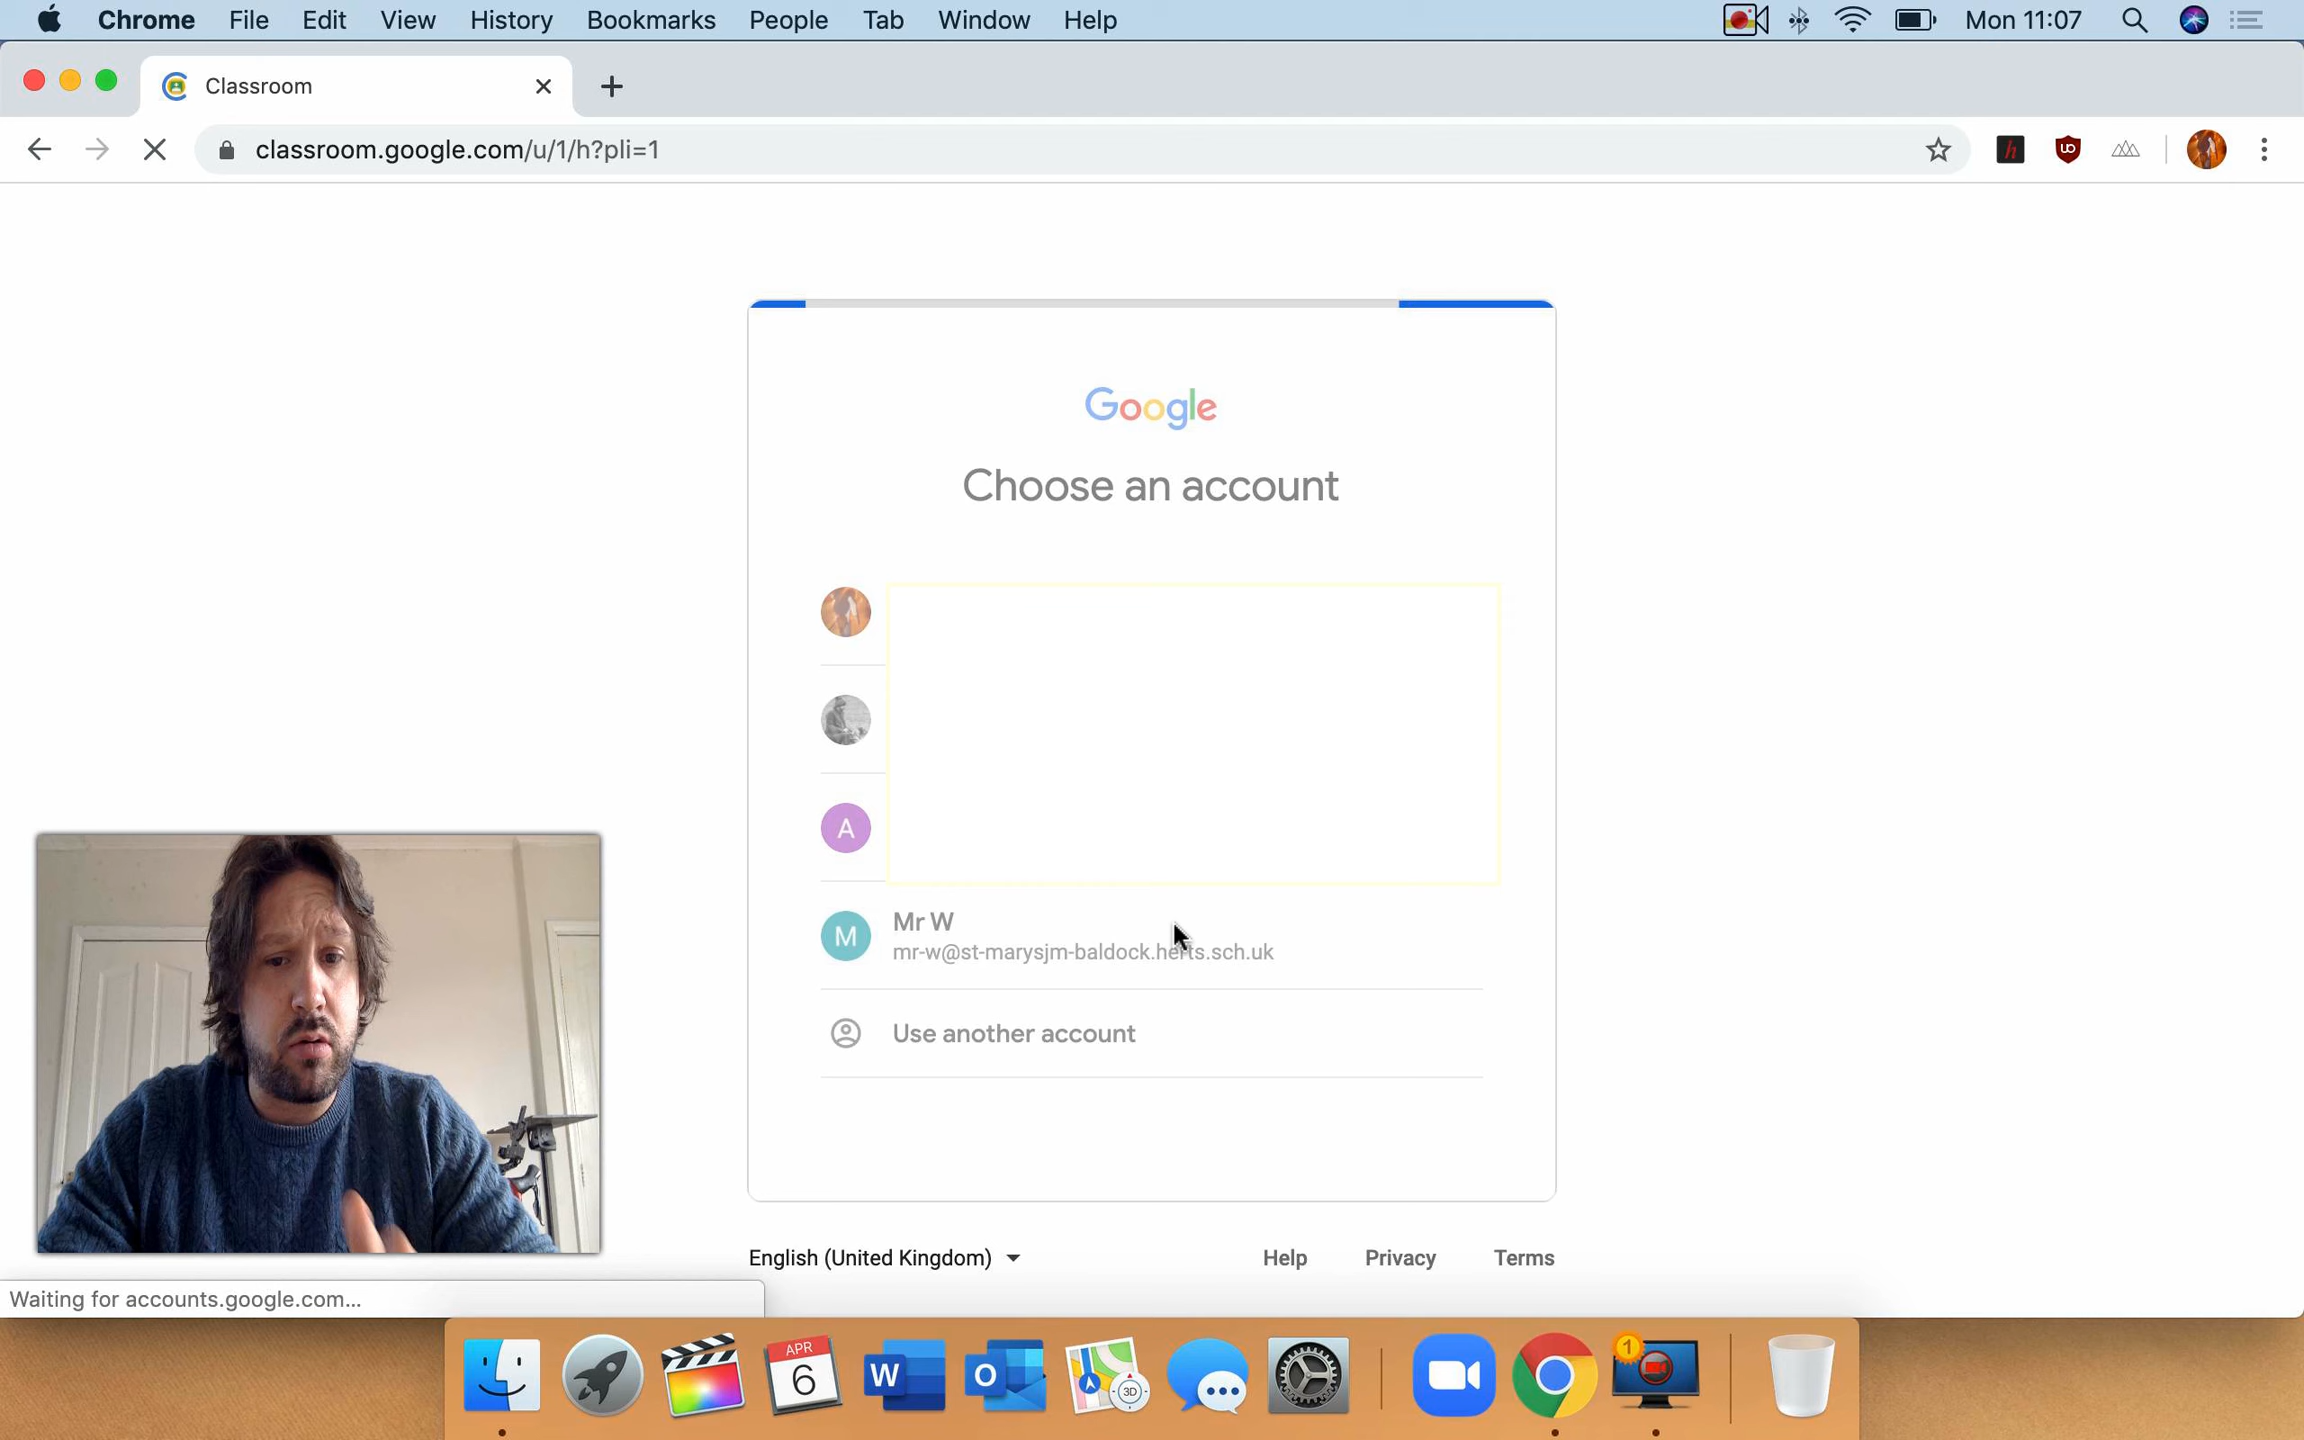 Chrome File Edit View History Bookmarks People Tab Window Help Mon 11:07
Classroom
classroom.google.com/u/1/h?pli=1
Google
Choose an account
A
M
Mr W
mr-w@st-marysjm-baldock.herts.sch.uk
Use another account
English (United Kingdom) Help Privacy Terms
Waiting for accounts.google.com...
APR
6
W
O
3D
1